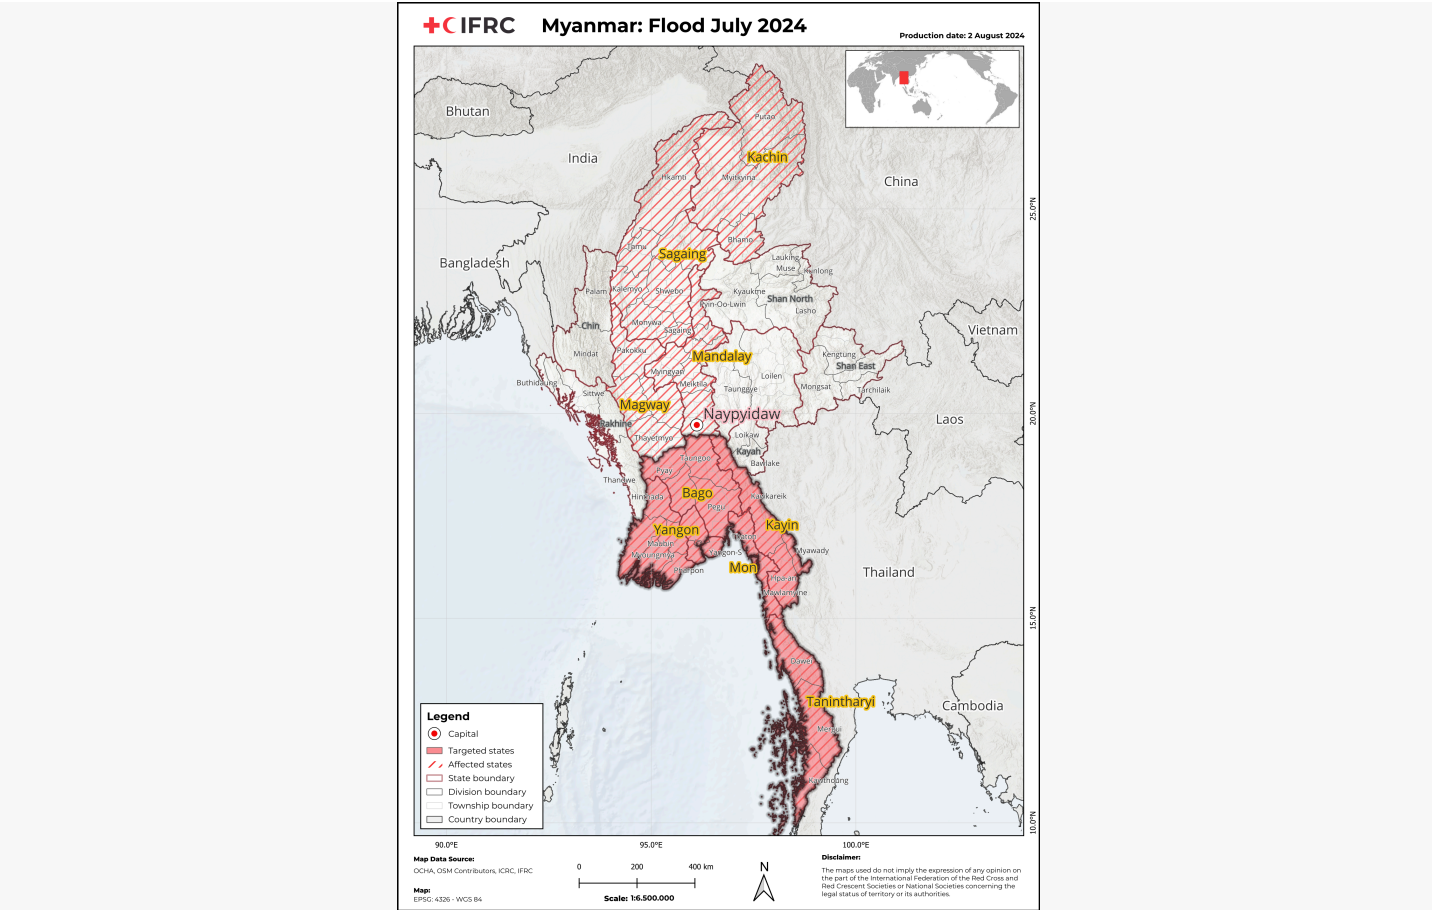 IFRC
Myanmar: Flood July 2024
Production date: 2 August 2024
Bhutan
India
China
Bangladesh
Vietnam
Laos
Thailand
Cambodia
Putao
Kachin
Hkamti
Myitkyina
Bhamo
Tamu
Sagaing
Lauking
Muse
Kunlong
Palam
Kalemyo
Shwebo
Kyaukme
Shan North
Pyin-Oo-Lwin
Lasho
Chin
Monywa
Sagaing
Mindat
Pakokku
Mandalay
Kengtung
Shan East
Myingyan
Loilen
Buthidaung
Meiktila
Taunggye
Mongsat
Tarchilaik
Sittwe
Magway
Naypyidaw
Rakhine
Thayetmyo
Loikaw
Kayah
Taungoo
Bawlake
Pyay
Thandwe
Hinthada
Bago
Kawkareik
Pegu
Yangon
Kayin
Thaton
Maubin
Myaungmya
Yangon-S
Myawady
Pyarpon
Mon
Hpa-an
Mawlamyine
Dawei
Tanintharyi
Mergui
Kawthoung
25.0°N
20.0°N
15.0°N
10.0°N
90.0°E
95.0°E
100.0°E
Legend
Capital
Targeted states
Affected states
State boundary
Division boundary
Township boundary
Country boundary
Map Data Source:
OCHA, OSM Contributors, ICRC, IFRC
Map:
EPSG: 4326 - WGS 84
0 200 400 km
Scale: 1:6.500.000
N
Disclaimer:
The maps used do not imply the expression of any opinion on
the part of the International Federation of the Red Cross and
Red Crescent Societies or National Societies concerning the
legal status of territory or its authorities.